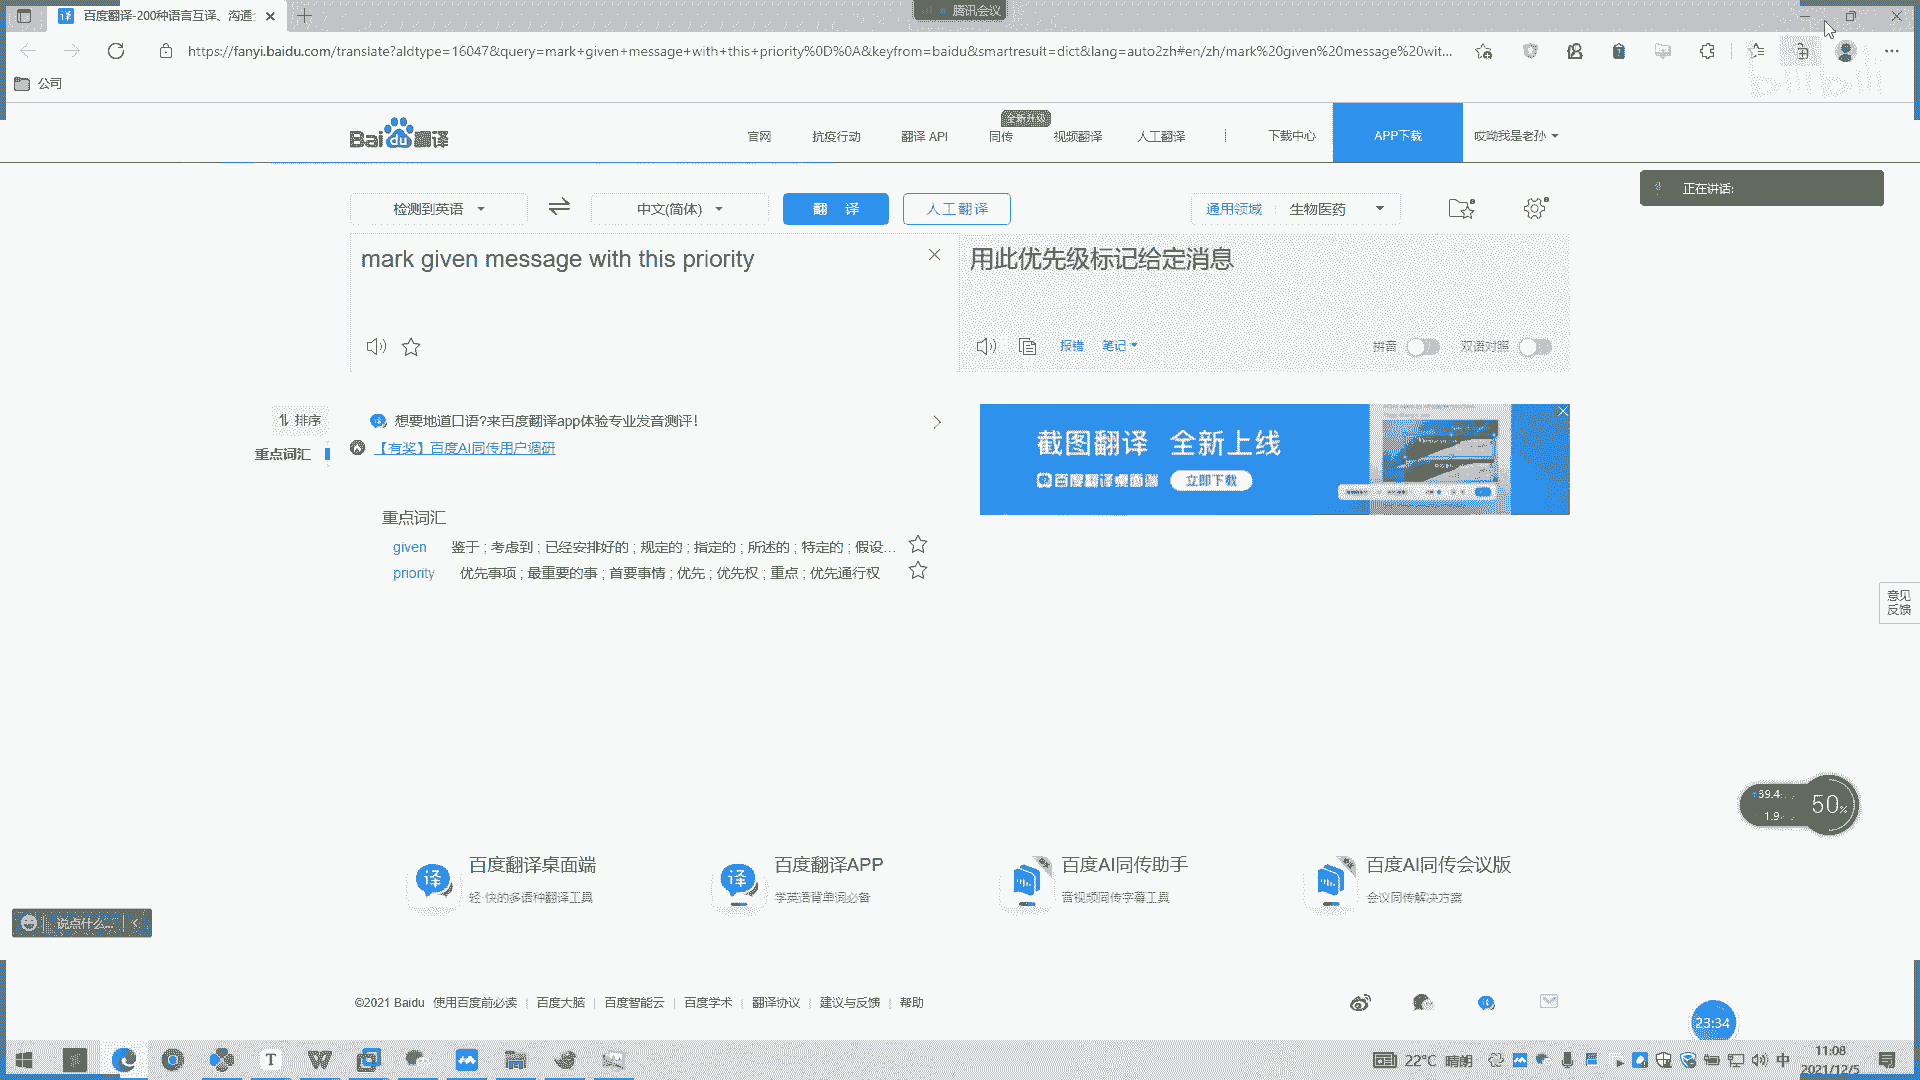 百度翻译-200种语言互译、沟通
腾讯会议
https://fanyi.baidu.com/translate?aldtype=16047&query=mark+given+message+with+this+priority%0D%0A&keyfrom=baidu&smartresult=dict&lang=auto2zh#en/zh/mark%20given%20message%20wit...
公司
bilibili
Bai du 翻译
官网
抗疫行动
翻译 API
同传
全新升级
视频翻译
人工翻译
下载中心
APP下载
哎呦我是老孙
正在讲话:
检测到英语
中文(简体)
翻 译
人工翻译
通用领域
生物医药
mark given message with this priority
用此优先级标记给定消息
报错
笔记
拼音
双语对照
排序
重点词汇
想要地道口语?来百度翻译app体验专业发音测评!
【有奖】百度AI同传用户调研
截图翻译 全新上线
百度翻译桌面端
立即下载
重点词汇
given 鉴于 ; 考虑到 ; 已经安排好的 ; 规定的 ; 指定的 ; 所述的 ; 特定的 ; 假设...
priority 优先事项 ; 最重要的事 ; 首要事情 ; 优先 ; 优先权 ; 重点 ; 优先通行权
意见
反馈
39.4
1.9
50%
百度翻译桌面端
轻·快的多语种翻译工具
百度翻译APP
学英语背单词必备
百度AI同传助手
音视频同传字幕工具
百度AI同传会议版
会议同传解决方案
说点什么...
©2021 Baidu 使用百度前必读 | 百度大脑 | 百度智能云 | 百度学术 | 翻译协议 | 建议与反馈 | 帮助
23:34
22°C 晴朗
中
11:08
2021/12/5